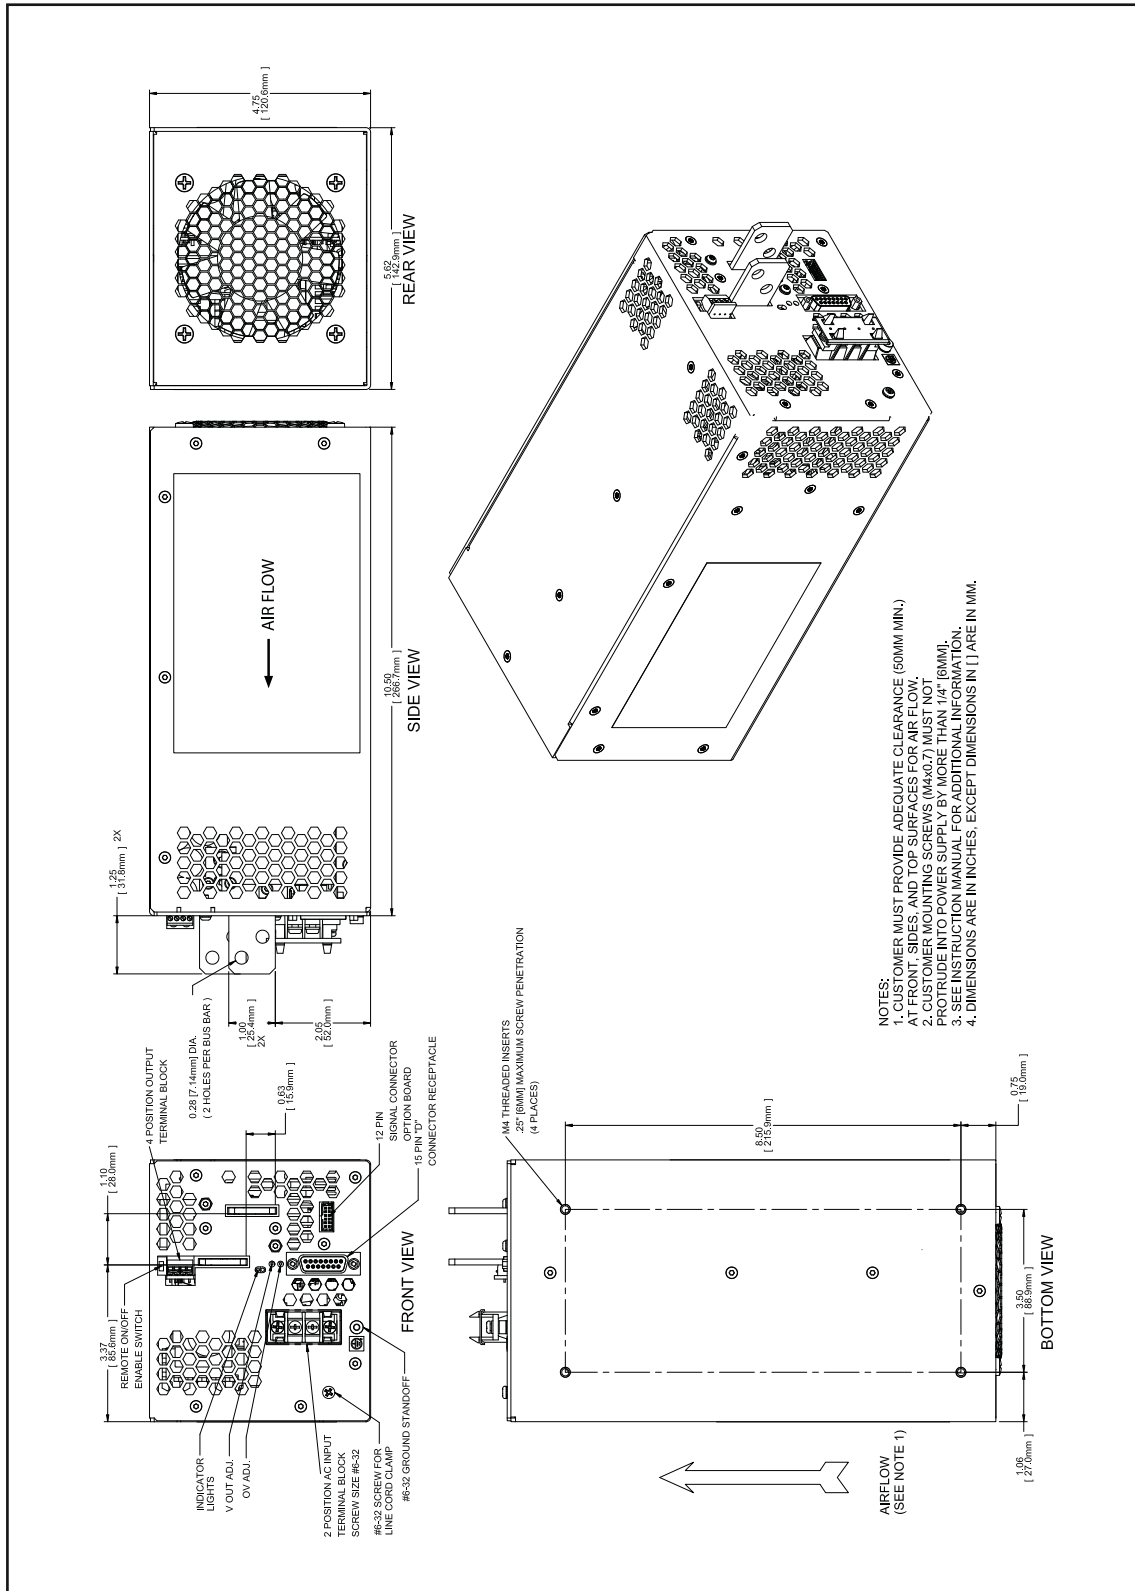 3.37
[ 85.6mm ]
1.10
[ 28.0mm ]
REMOTE ON/OFF
ENABLE SWITCH
4 POSITION OUTPUT
TERMINAL BLOCK
INDICATOR
LIGHTS
V OUT ADJ.
OV ADJ.
0.63
[ 15.9mm ]
2 POSITION AC INPUT
TERMINAL BLOCK
SCREW SIZE #6-32
#6-32 SCREW FOR
LINE CORD CLAMP
#6-32 GROUND STANDOFF
12 PIN
SIGNAL CONNECTOR
OPTION BOARD
15 PIN "D"
CONNECTOR RECEPTACLE
FRONT VIEW
1.25
[ 31.8mm ]
2X
0.28 [7.14mm] DIA.
( 2 HOLES PER BUS BAR )
1.00
[ 25.4mm ]
2X
2.05
[ 52.0mm ]
AIR FLOW
10.50
[ 266.7mm ]
SIDE VIEW
4.75
[ 120.6mm ]
5.62
[ 142.9mm ]
REAR VIEW
AIRFLOW
(SEE NOTE 1)
M4 THREADED INSERTS
.25" [6MM] MAXIMUM SCREW PENETRATION
(4 PLACES)
8.50
[ 215.9mm ]
0.75
[ 19.0mm ]
1.06
[ 27.0mm ]
3.50
[ 88.9mm ]
BOTTOM VIEW
NOTES:
1. CUSTOMER MUST PROVIDE ADEQUATE CLEARANCE (50MM MIN.)
AT FRONT, SIDES, AND TOP SURFACES FOR AIR FLOW.
2. CUSTOMER MOUNTING SCREWS (M4x0.7) MUST NOT
PROTRUDE INTO POWER SUPPLY BY MORE THAN 1/4" [6MM].
3. SEE INSTRUCTION MANUAL FOR ADDITIONAL INFORMATION.
4. DIMENSIONS ARE IN INCHES, EXCEPT DIMENSIONS IN [ ] ARE IN MM.